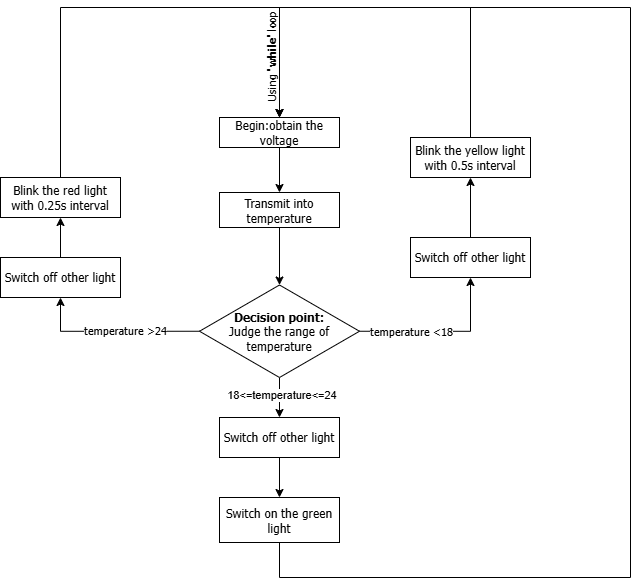 Using 'while' loop
Begin:obtain the
voltage
Blink the yellow light
with 0.5s interval
Blink the red light
with 0.25s interval
Transmit into
temperature
Switch off other light
Switch off other light
Decision point:
Judge the range of
temperature
temperature >24
temperature <18
18<=temperature<=24
Switch off other light
Switch on the green
light